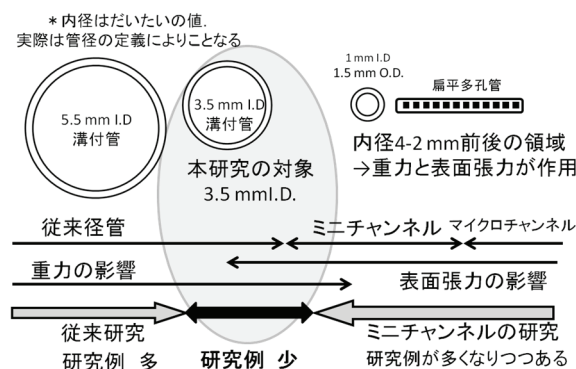 ＊内径はだいたいの値.
実際は管径の定義によりことなる
5.5 mm I.D
溝付管
3.5 mm I.D
溝付管
1 mm I.D
1.5 mm O.D.
扁平多孔管
本研究の対象
3.5 mmI.D.
内径4-2 mm前後の領域
→重力と表面張力が作用
従来径管
ミニチャンネル
マイクロチャンネル
重力の影響
表面張力の影響
従来研究
研究例 多
研究例 少
ミニチャンネルの研究
研究例が多くなりつつある